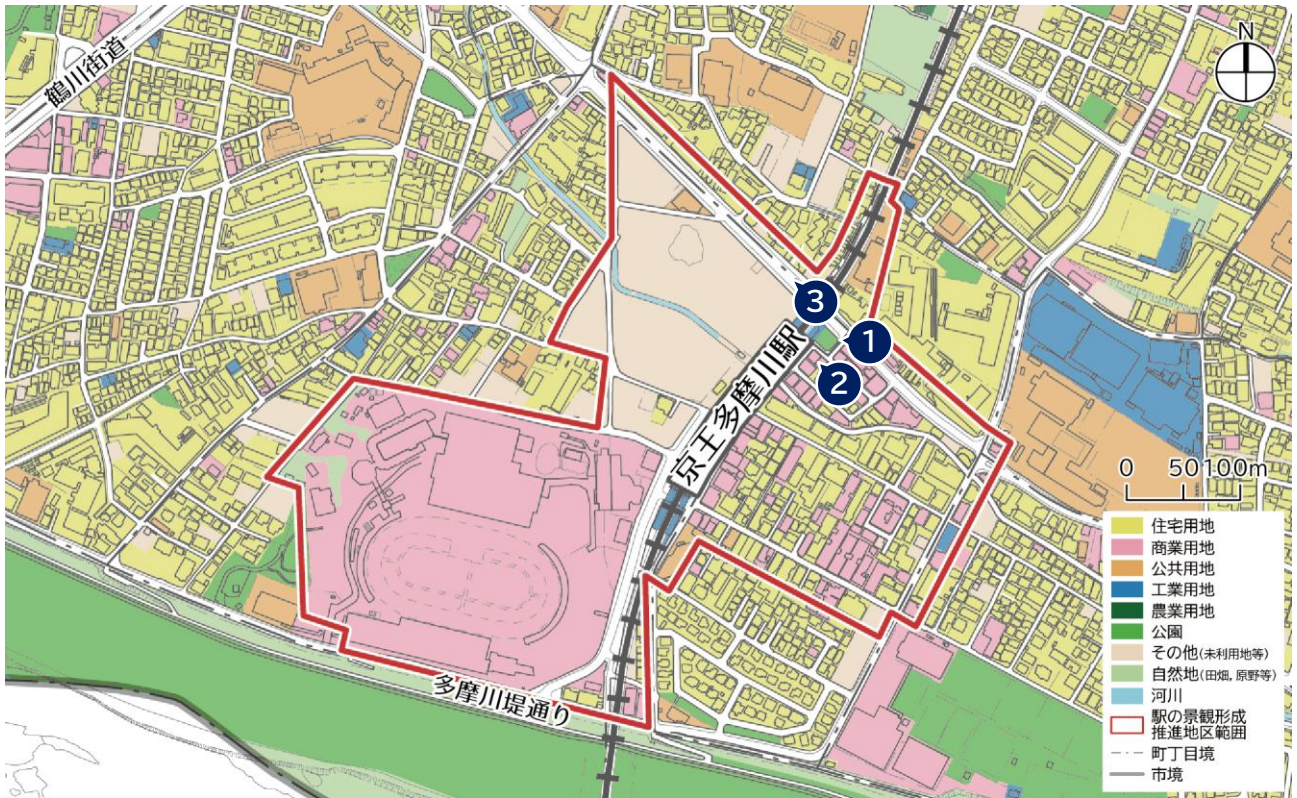 鶴川街道
N
3
1
2
京王多摩川駅
多摩川堤通り
0 50 100m
住宅用地
商業用地
公共用地
工業用地
農業用地
公園
その他(未利用地等)
自然地(田畑, 原野等)
河川
駅の景観形成
推進地区範囲
町丁目境
市境